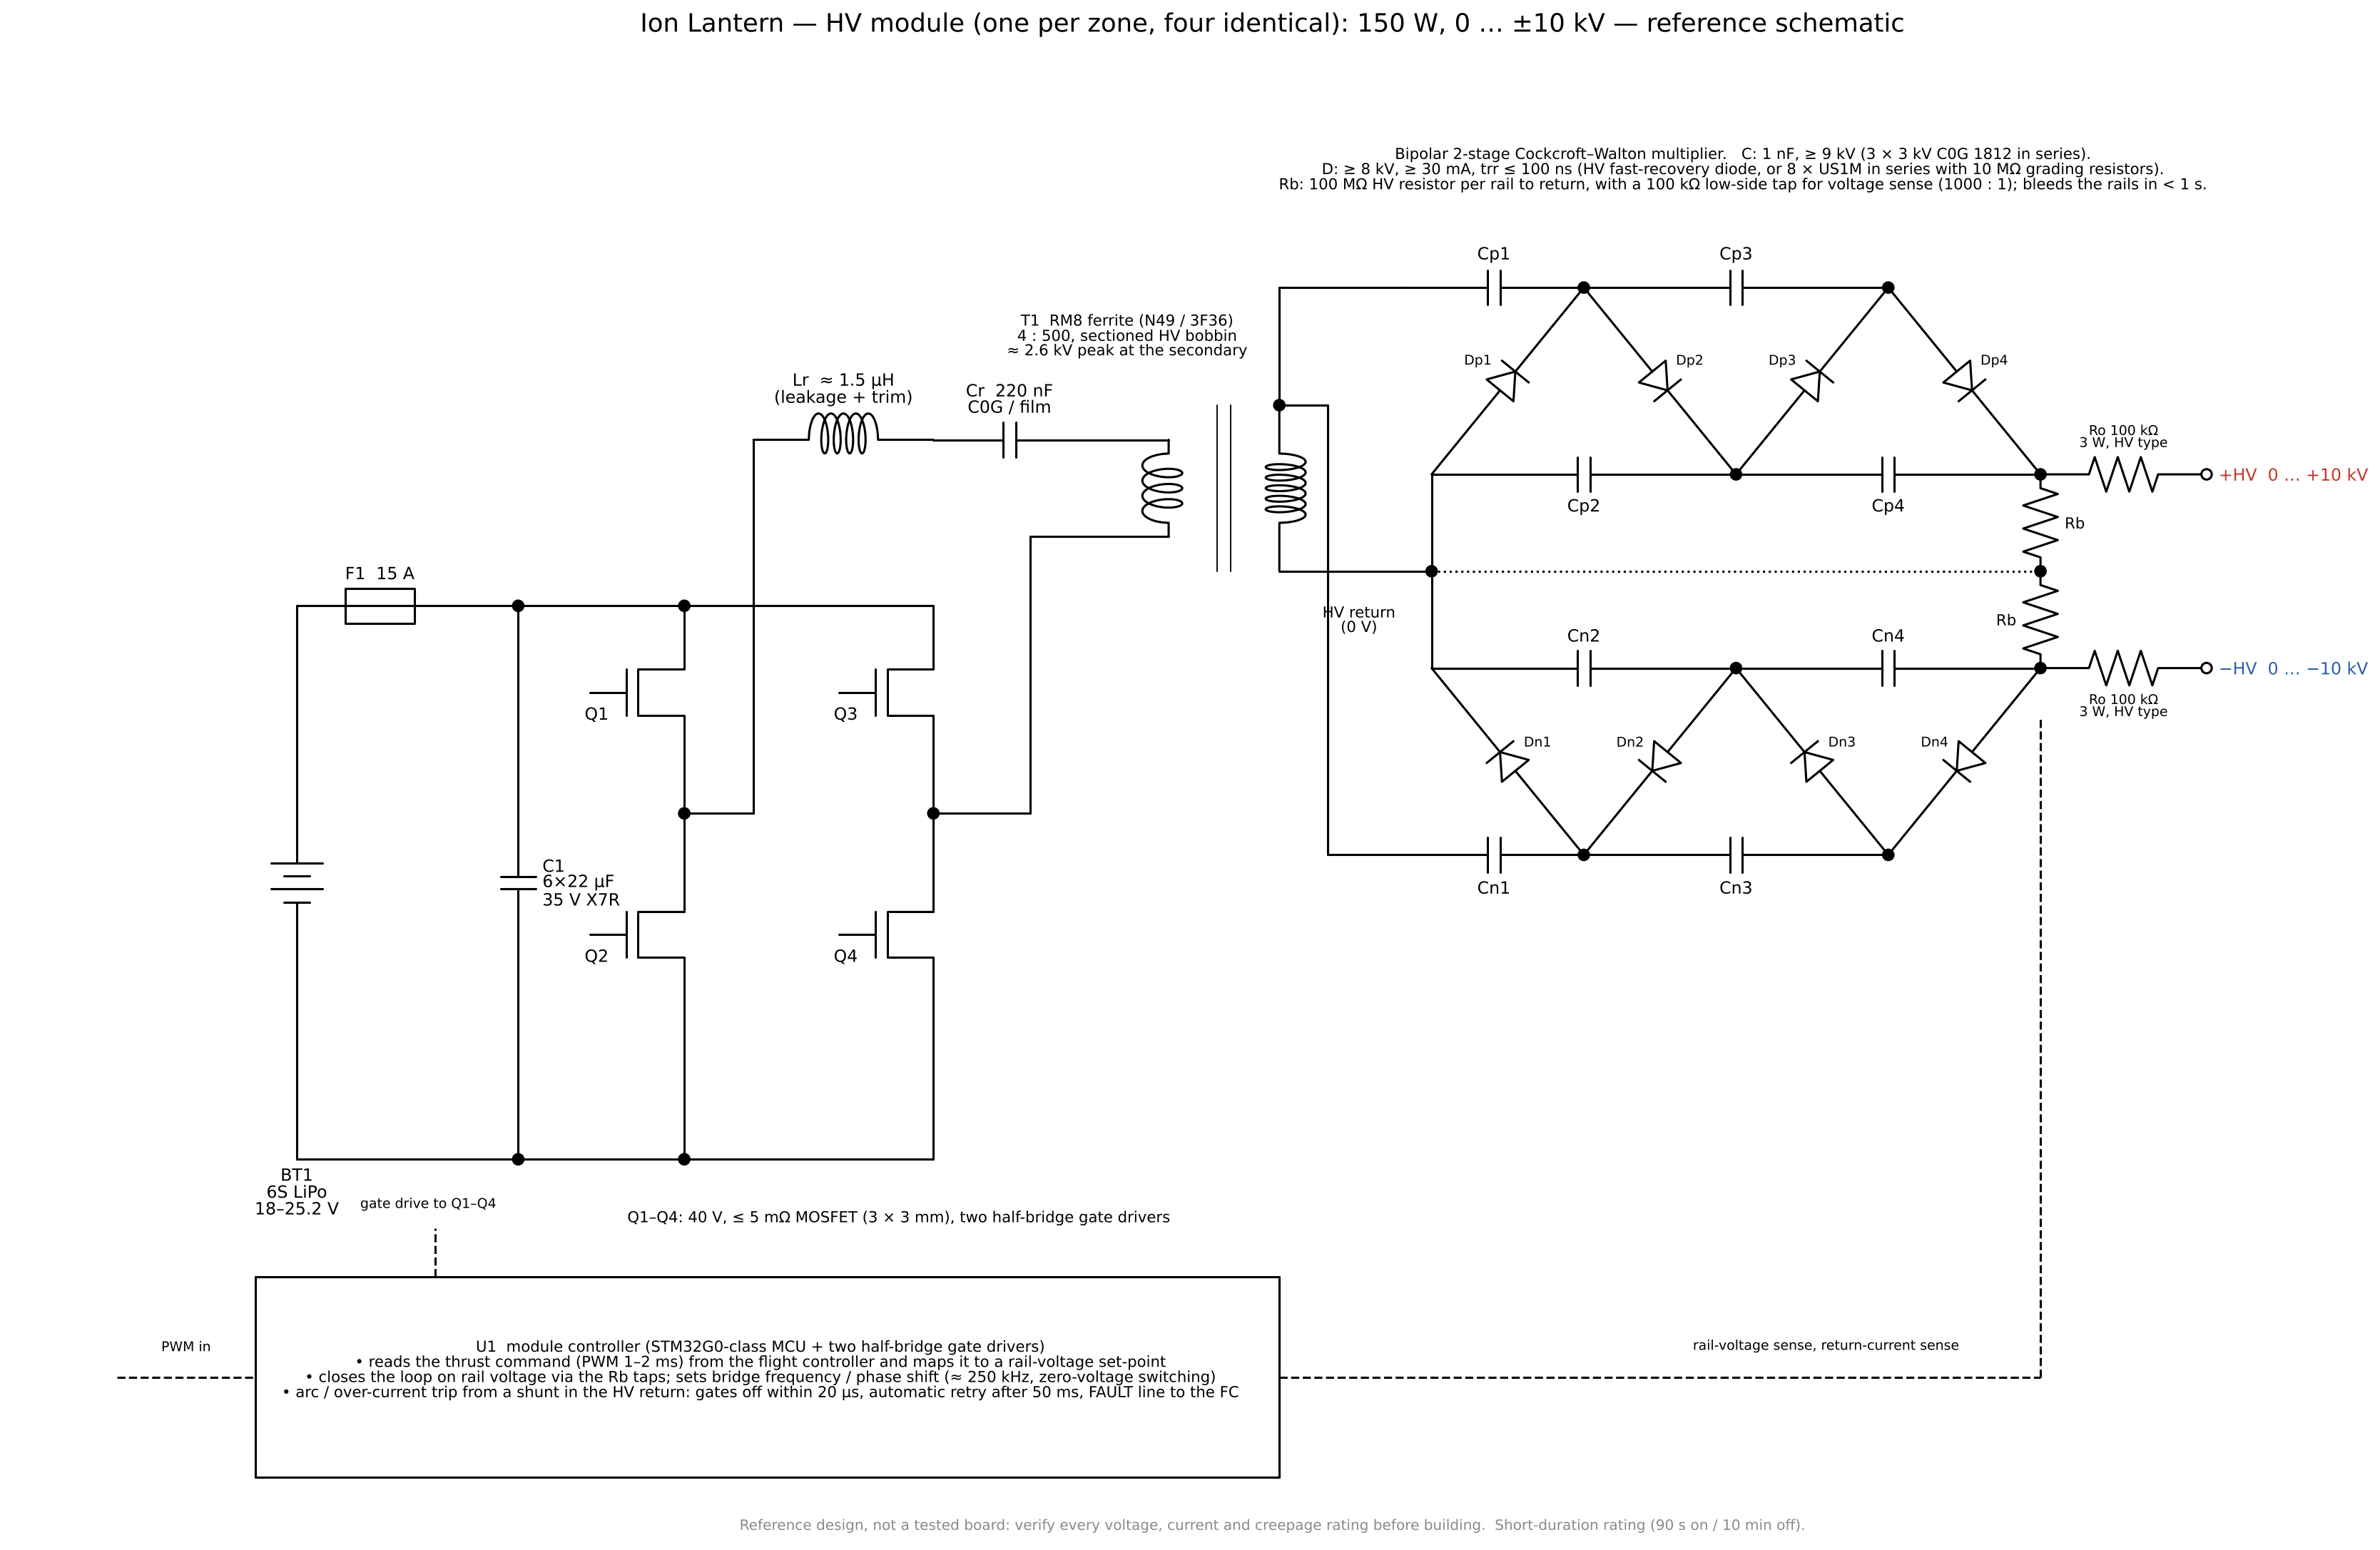 Ion Lantern — HV module (one per zone, four identical): 150 W, 0 … ±10 kV — reference schematic
Bipolar 2-stage Cockcroft–Walton multiplier.   C: 1 nF, ≥ 9 kV (3 × 3 kV C0G 1812 in series).
D: ≥ 8 kV, ≥ 30 mA, trr ≤ 100 ns (HV fast-recovery diode, or 8 × US1M in series with 10 MΩ grading resistors).
Rb: 100 MΩ HV resistor per rail to return, with a 100 kΩ low-side tap for voltage sense (1000 : 1); bleeds the rails in < 1 s.
Cp1
Cp3
T1  RM8 ferrite (N49 / 3F36)
4 : 500, sectioned HV bobbin
≈ 2.6 kV peak at the secondary
Dp1
Dp2
Dp3
Dp4
Lr  ≈ 1.5 µH
(leakage + trim)
Cr  220 nF
C0G / film
Ro 100 kΩ
3 W, HV type
+HV  0 … +10 kV
Cp2
Cp4
Rb
F1  15 A
HV return
(0 V)
Rb
Cn2
Cn4
−HV  0 … −10 kV
Ro 100 kΩ
3 W, HV type
Q1
Q3
Dn1
Dn2
Dn3
Dn4
C1
6×22 µF
35 V X7R
Cn1
Cn3
Q2
Q4
BT1
6S LiPo
18–25.2 V
gate drive to Q1–Q4
Q1–Q4: 40 V, ≤ 5 mΩ MOSFET (3 × 3 mm), two half-bridge gate drivers
PWM in
U1  module controller (STM32G0-class MCU + two half-bridge gate drivers)
• reads the thrust command (PWM 1–2 ms) from the flight controller and maps it to a rail-voltage set-point
• closes the loop on rail voltage via the Rb taps; sets bridge frequency / phase shift (≈ 250 kHz, zero-voltage switching)
• arc / over-current trip from a shunt in the HV return: gates off within 20 µs, automatic retry after 50 ms, FAULT line to the FC
rail-voltage sense, return-current sense
Reference design, not a tested board: verify every voltage, current and creepage rating before building.  Short-duration rating (90 s on / 10 min off).